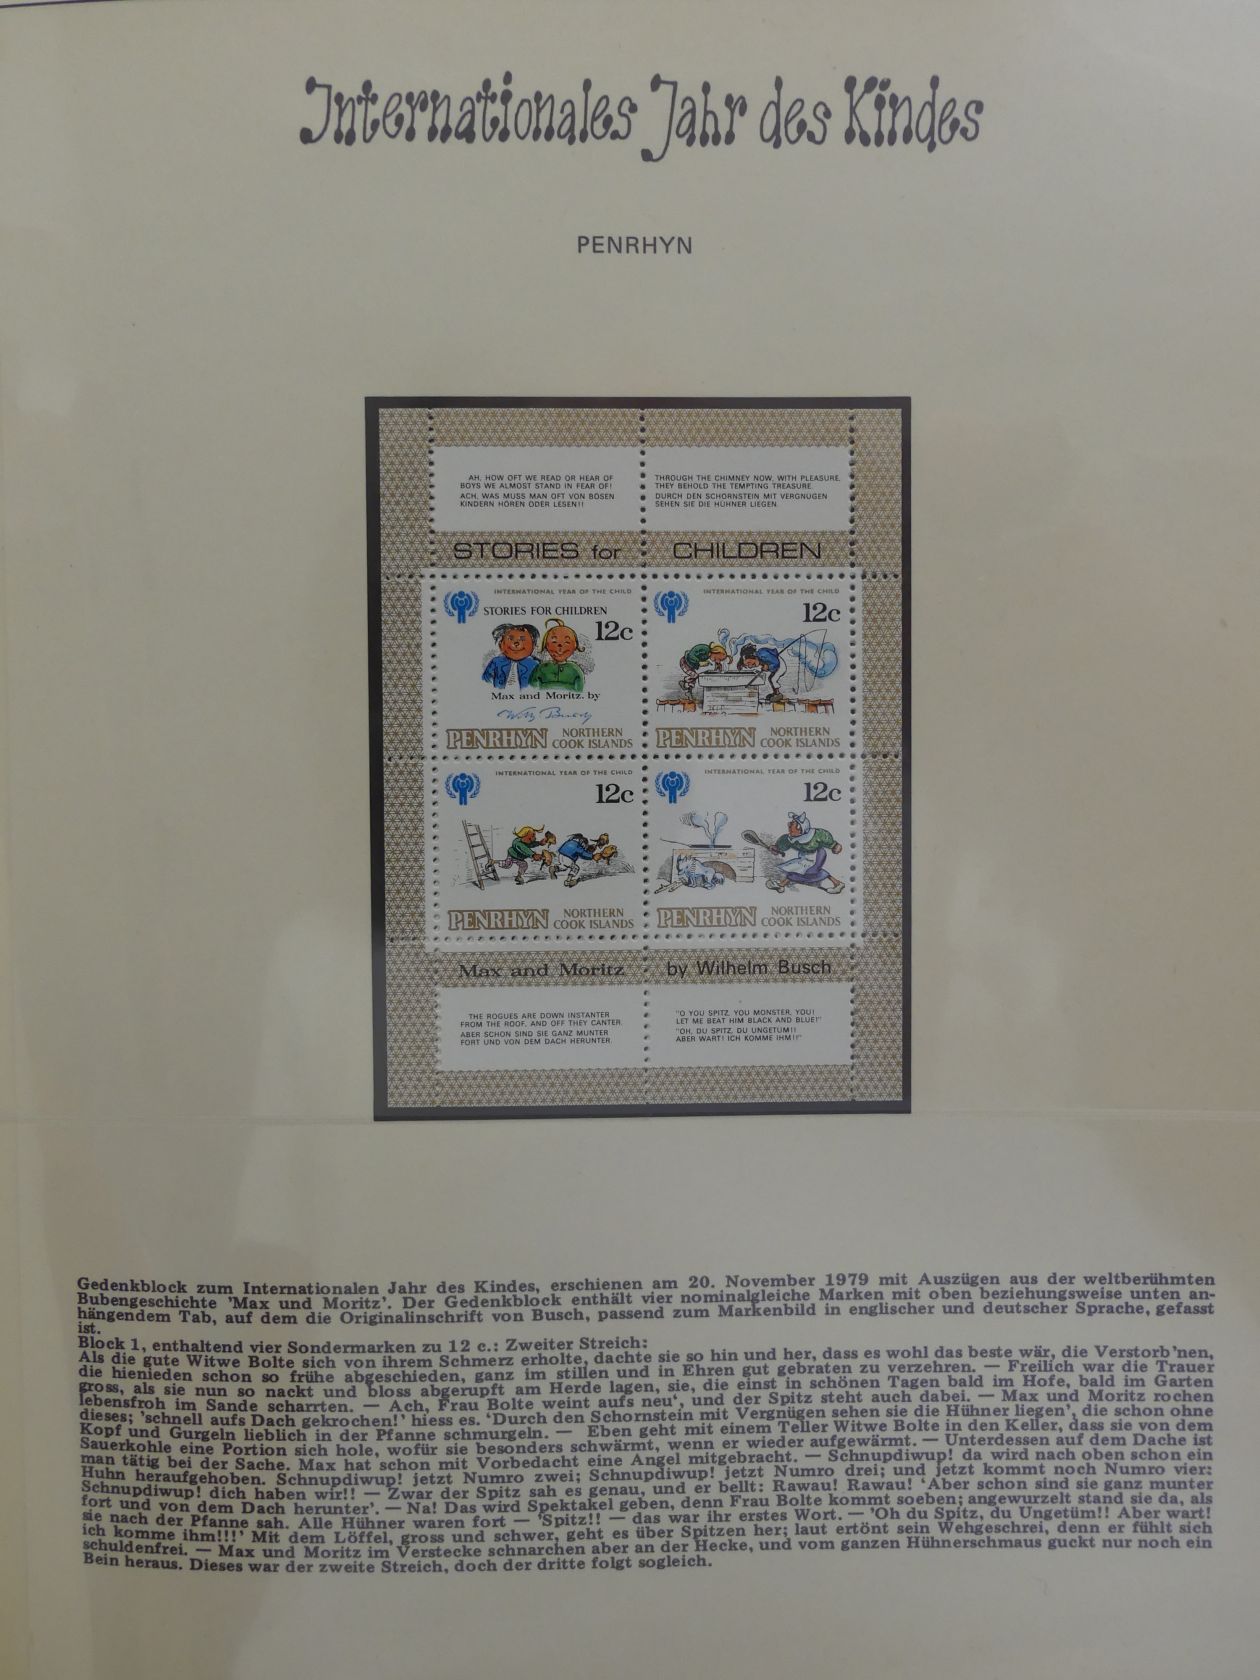 Internationales Jahr des Kindes
PENRHYN
AH, HOW OFT WE READ OR HEAR OF
BOYS WE ALMOST STAND IN FEAR OF!
ACH, WAS MUSS MAN OFT VON BÖSEN
KINDERN HÖREN ODER LESEN!!
THROUGH THE CHIMNEY NOW, WITH PLEASURE,
THEY BEHOLD THE TEMPTING TREASURE.
DURCH DEN SCHORNSTEIN MIT VERGNÜGEN
SEHEN SIE DIE HÜHNER LIEGEN.
STORIES for CHILDREN
INTERNATIONAL YEAR OF THE CHILD
STORIES FOR CHILDREN
12c
Max and Moritz. by
Wilh. Busch
PENRHYN NORTHERN
COOK ISLANDS
INTERNATIONAL YEAR OF THE CHILD
12c
PENRHYN NORTHERN
COOK ISLANDS
INTERNATIONAL YEAR OF THE CHILD
12c
PENRHYN NORTHERN
COOK ISLANDS
INTERNATIONAL YEAR OF THE CHILD
12c
PENRHYN NORTHERN
COOK ISLANDS
Max and Moritz by Wilhelm Busch
THE ROGUES ARE DOWN INSTANTER
FROM THE ROOF, AND OFF THEY CANTER.
ABER SCHON SIND SIE GANZ MUNTER
FORT UND VON DEM DACH HERUNTER.
"O YOU SPITZ, YOU MONSTER, YOU!
LET ME BEAT HIM BLACK AND BLUE!"
"OH, DU SPITZ, DU UNGETÜM!!
ABER WART! ICH KOMME IHM!!"
Gedenkblock zum Internationalen Jahr des Kindes, erschienen am 20. November 1979 mit Auszügen aus der weltberühmten
Bubengeschichte 'Max und Moritz'. Der Gedenkblock enthält vier nominalgleiche Marken mit oben beziehungsweise unten an-
hängendem Tab, auf dem die Originalinschrift von Busch, passend zum Markenbild in englischer und deutscher Sprache, gefasst
ist.
Block 1, enthaltend vier Sondermarken zu 12 c.: Zweiter Streich:
Als die gute Witwe Bolte sich von ihrem Schmerz erholte, dachte sie so hin und her, dass es wohl das beste wär, die Verstorb'nen,
die hienieden schon so frühe abgeschieden, ganz im stillen und in Ehren gut gebraten zu verzehren. — Freilich war die Trauer
gross, als sie nun so nackt und bloss abgerupft am Herde lagen, sie, die einst in schönen Tagen bald im Hofe, bald im Garten
lebensfroh im Sande scharrten. — Ach, Frau Bolte weint aufs neu', und der Spitz steht auch dabei. — Max und Moritz rochen
dieses; 'schnell aufs Dach gekrochen!' hiess es. 'Durch den Schornstein mit Vergnügen sehen sie die Hühner liegen', die schon ohne
Kopf und Gurgeln lieblich in der Pfanne schmurgeln. — Eben geht mit einem Teller Witwe Bolte in den Keller, dass sie von dem
Sauerkohle eine Portion sich hole, wofür sie besonders schwärmt, wenn er wieder aufgewärmt. — Unterdessen auf dem Dache ist
man tätig bei der Sache. Max hat schon mit Vorbedacht eine Angel mitgebracht. — Schnupdiwup! da wird nach oben schon ein
Huhn heraufgehoben. Schnupdiwup! jetzt Numro zwei; Schnupdiwup! jetzt Numro drei; und jetzt kommt noch Numro vier:
Schnupdiwup! dich haben wir!! — Zwar der Spitz sah es genau, und er bellt: Rawau! Rawau! 'Aber schon sind sie ganz munter
fort und von dem Dach herunter'. — Na! Das wird Spektakel geben, denn Frau Bolte kommt soeben; angewurzelt stand sie da, als
sie nach der Pfanne sah. Alle Hühner waren fort — 'Spitz!! — das war ihr erstes Wort. — 'Oh du Spitz, du Ungetüm!! Aber wart!
ich komme ihm!!!' Mit dem Löffel, gross und schwer, geht es über Spitzen her; laut ertönt sein Wehgeschrei, denn er fühlt sich
schuldenfrei. — Max und Moritz im Verstecke schnarchen aber an der Hecke, und vom ganzen Hühnerschmaus guckt nur noch ein
Bein heraus. Dieses war der zweite Streich, doch der dritte folgt sogleich.